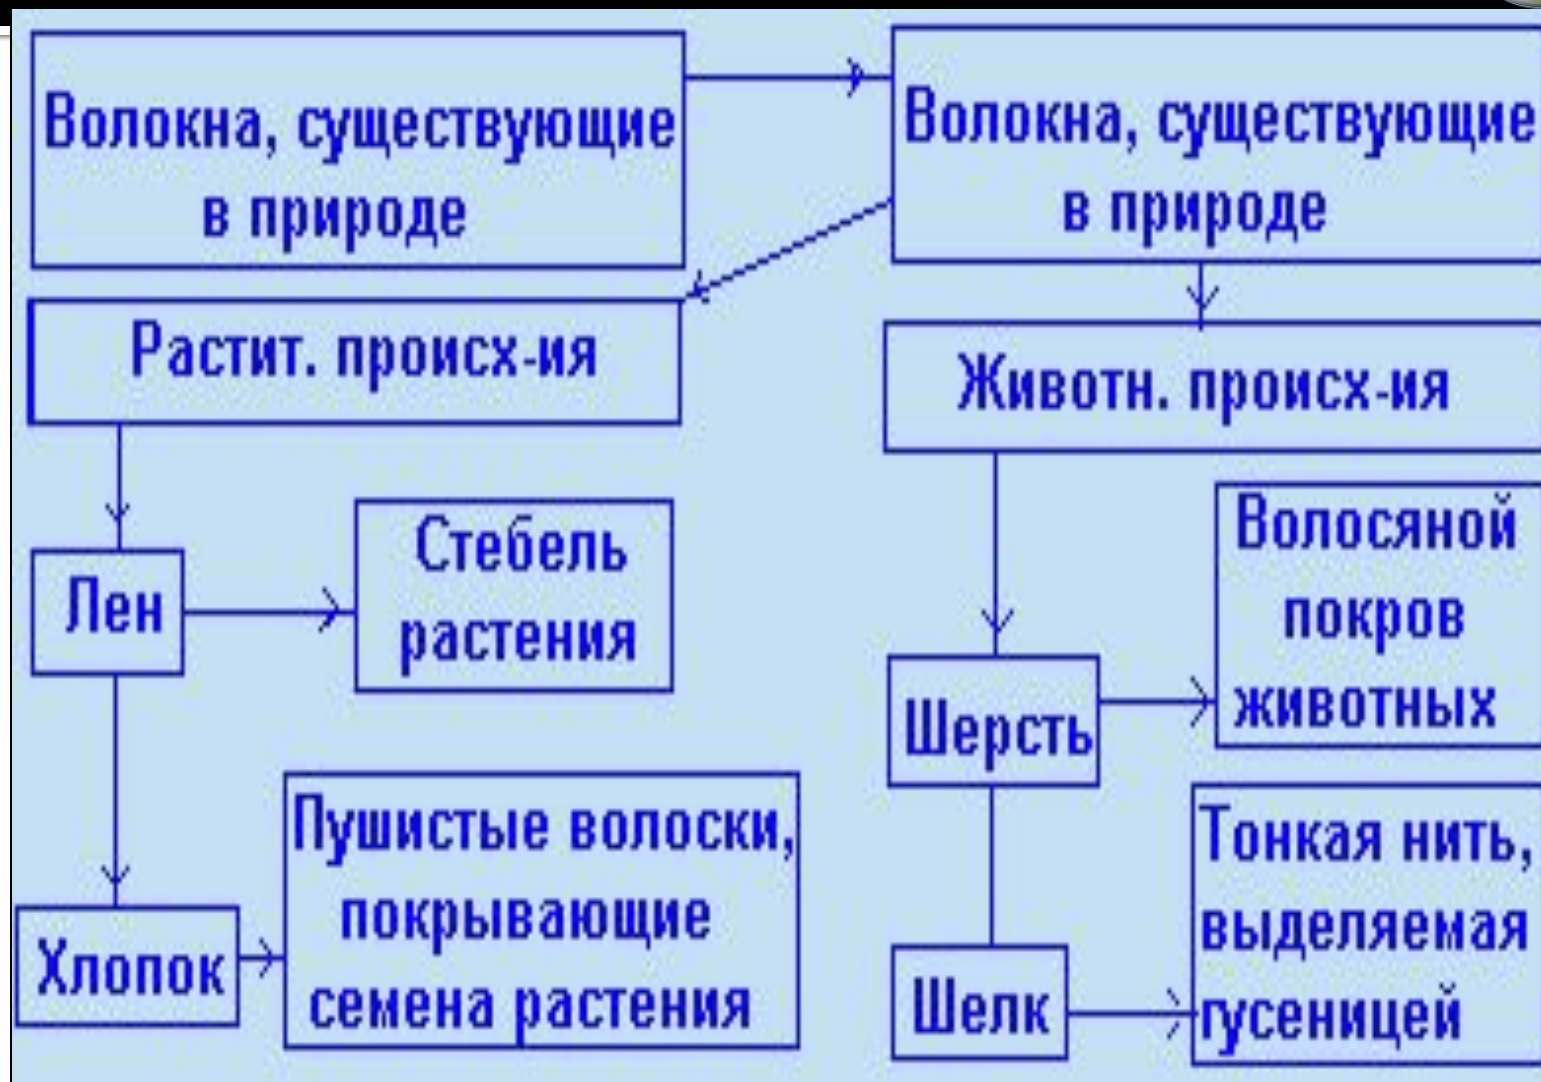 Волокна, существующие
в природе
Волокна, существующие
в природе
Растит. происх-ия
Животн. происх-ия
Лен
Стебель
растения
Хлопок
Пушистые волоски,
покрывающие
семена растения
Шерсть
Волосяной
покров
животных
Шелк
Тонкая нить,
выделяемая
гусеницей